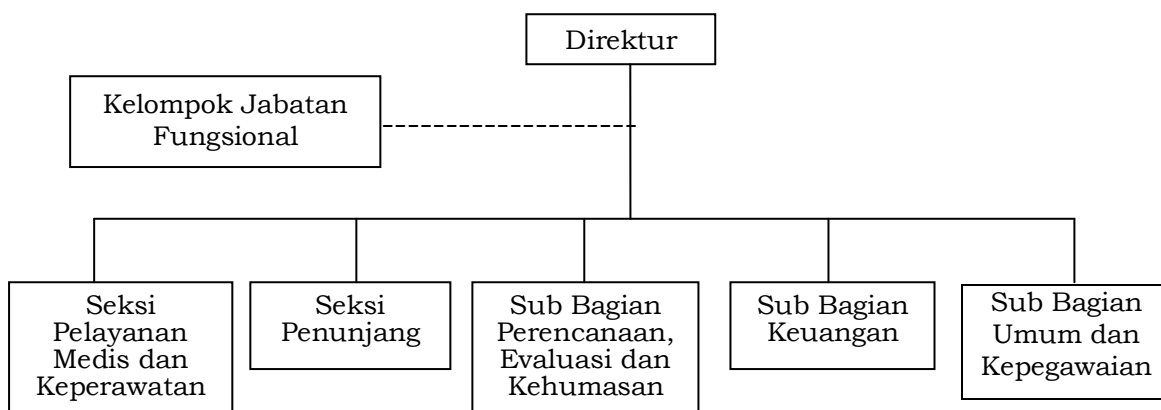 Direktur
Kelompok Jabatan
Fungsional
Seksi
Pelayanan
Medis dan
Keperawatan
Seksi
Penunjang
Sub Bagian
Perencanaan,
Evaluasi dan
Kehumasan
Sub Bagian
Keuangan
Sub Bagian
Umum dan
Kepegawaian